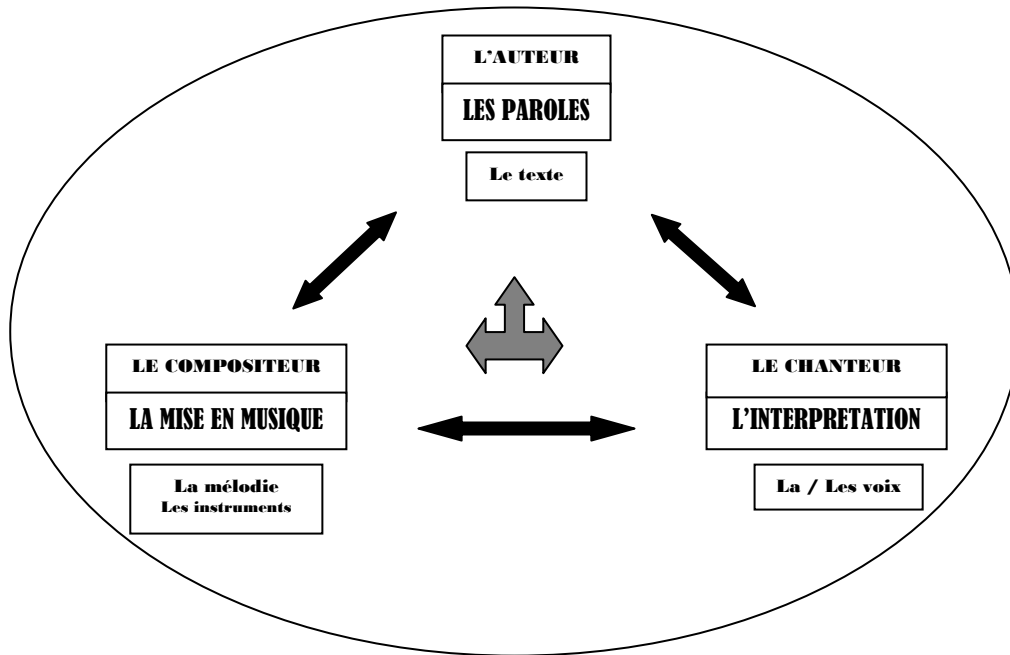 L’AUTEUR
LES PAROLES
Le texte
LE COMPOSITEUR
LA MISE EN MUSIQUE
La mélodie
Les instruments
LE CHANTEUR
L’INTERPRETATION
La / Les voix